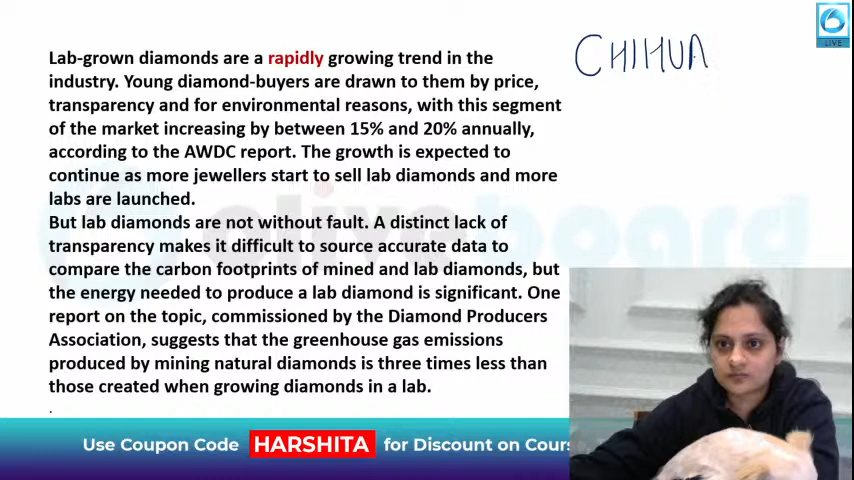 LIVE
CHIHUA
Lab-grown diamonds are a rapidly growing trend in the
industry. Young diamond-buyers are drawn to them by price,
transparency and for environmental reasons, with this segment
of the market increasing by between 15% and 20% annually,
according to the AWDC report. The growth is expected to
continue as more jewellers start to sell lab diamonds and more
labs are launched.
But lab diamonds are not without fault. A distinct lack of
transparency makes it difficult to source accurate data to
compare the carbon footprints of mined and lab diamonds, but
the energy needed to produce a lab diamond is significant. One
report on the topic, commissioned by the Diamond Producers
Association, suggests that the greenhouse gas emissions
produced by mining natural diamonds is three times less than
those created when growing diamonds in a lab.
.
oliveboard
Use Coupon Code HARSHITA for Discount on Cours